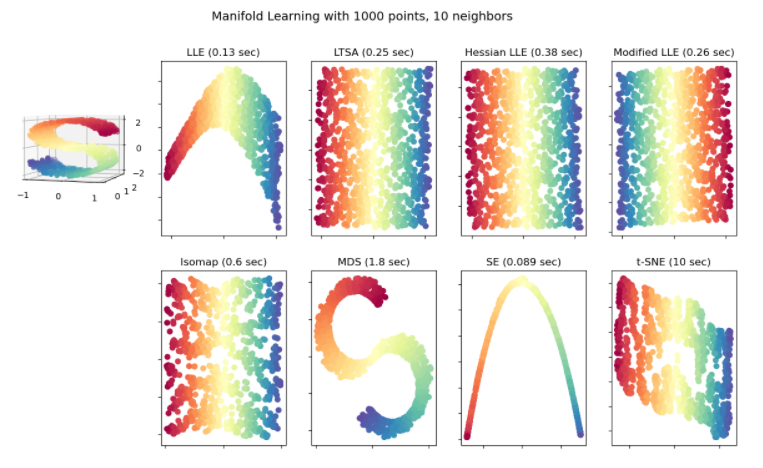 Manifold Learning with 1000 points, 10 neighbors
LLE (0.13 sec)
LTSA (0.25 sec)
Hessian LLE (0.38 sec)
Modified LLE (0.26 sec)
2
0
−2
−1
0
1
0
1
2
Isomap (0.6 sec)
MDS (1.8 sec)
SE (0.089 sec)
t-SNE (10 sec)